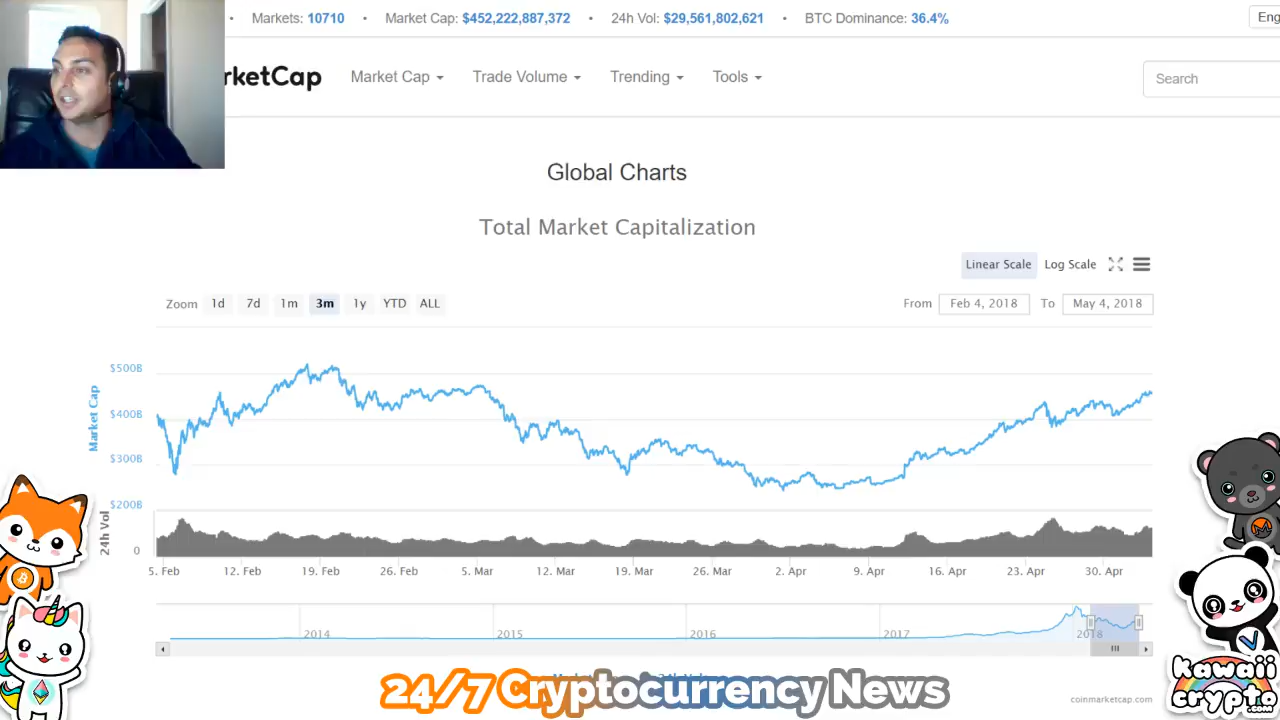 • Markets: 10710 • Market Cap: $452,222,887,372 • 24h Vol: $29,561,802,621 • BTC Dominance: 36.4%
Eng
rketCap Market Cap Trade Volume Trending Tools
Search
Global Charts
Total Market Capitalization
Linear Scale Log Scale
Zoom 1d 7d 1m 3m 1y YTD ALL
From Feb 4, 2018 To May 4, 2018
$500B
$400B
$300B
$200B
0
Market Cap
24h Vol
5. Feb 12. Feb 19. Feb 26. Feb 5. Mar 12. Mar 19. Mar 26. Mar 2. Apr 9. Apr 16. Apr 23. Apr 30. Apr
2014 2015 2016 2017 2018
24/7 Cryptocurrency News
coinmarketcap.com
kawaii
crypto
.com